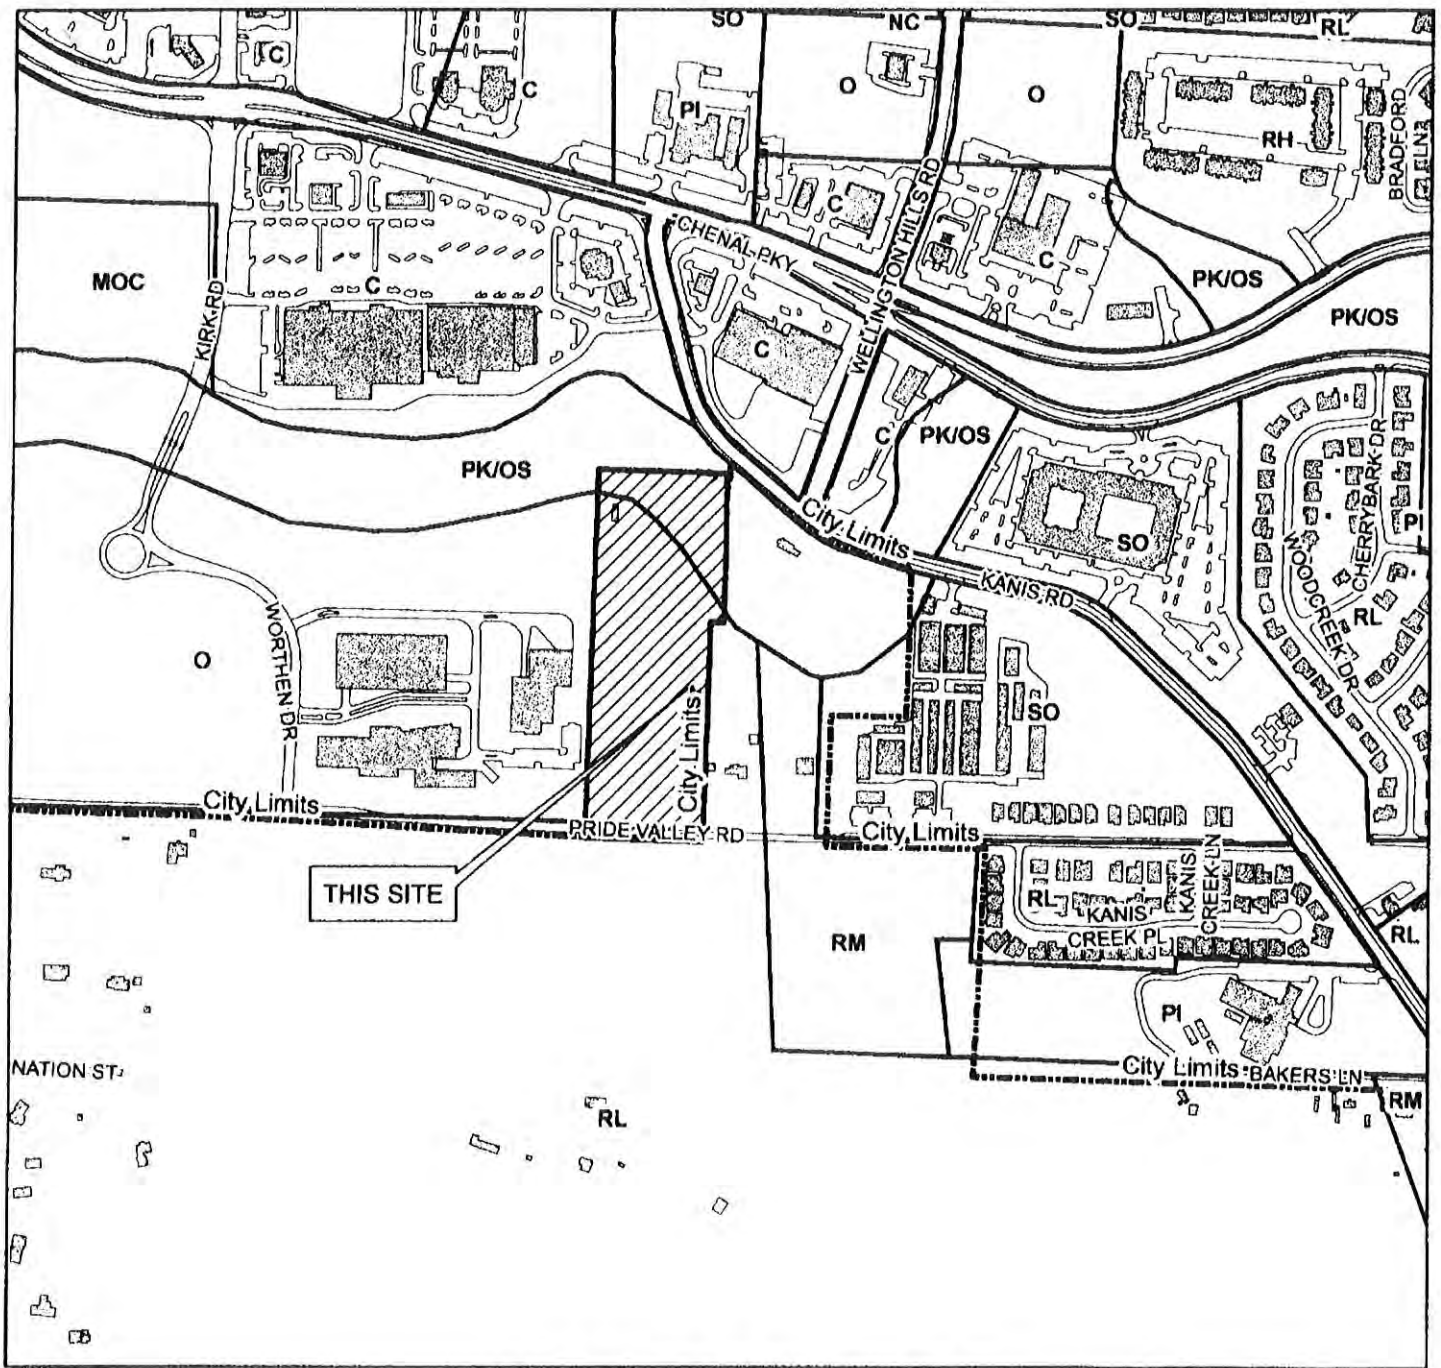 SO
NC
SO
RL
C
C
O
O
PI
RH
BRADFORD
LN
C
WELLINGTON HILLS RD
CHENAL PKY
C
PK/OS
PK/OS
MOC
C
KIRK RD
C
C
PK/OS
PK/OS
CHERRYBARK DR
PI
City Limits
SO
WOODCREEK DR
RL
KANIS RD
O
WORTHEN DR
City Limits
SO
City Limits
PRIDE VALLEY RD
City Limits
THIS SITE
RL
KANIS
CREEK PL
KANIS
CREEK LN
RL
RM
PI
NATION ST
City Limits
BAKERS LN
RM
RL